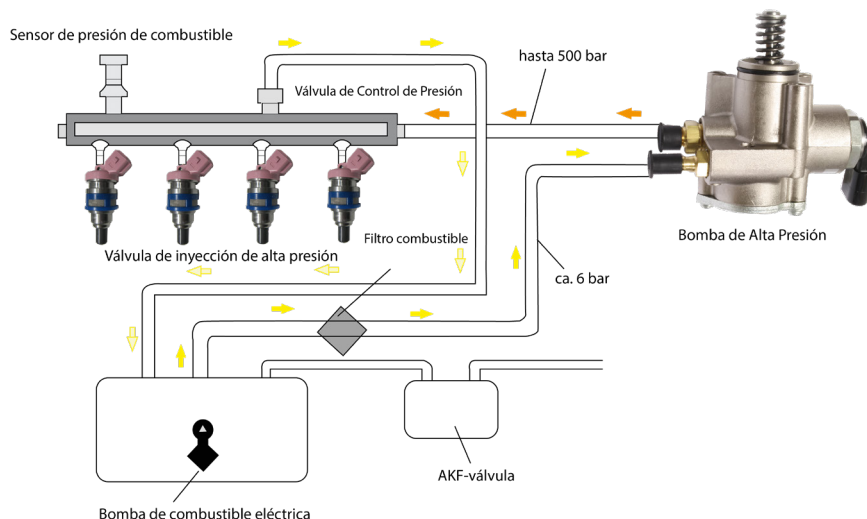 Sensor de presión de combustible
hasta 500 bar
Válvula de Control de Presión
Bomba de Alta Presión
Válvula de inyección de alta presión
Filtro combustible
ca. 6 bar
AKF-válvula
Bomba de combustible eléctrica